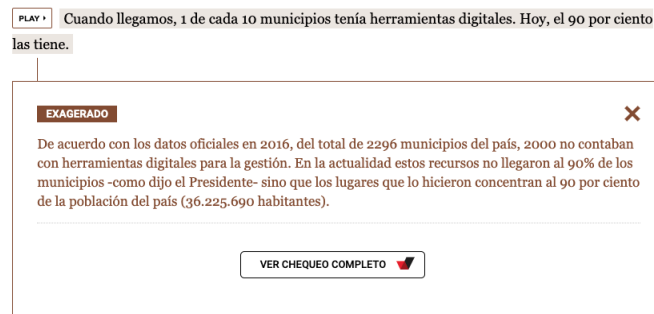 PLAY ▸ Cuando llegamos, 1 de cada 10 municipios tenía herramientas digitales. Hoy, el 90 por ciento
las tiene.
EXAGERADO
De acuerdo con los datos oficiales en 2016, del total de 2296 municipios del país, 2000 no contaban
con herramientas digitales para la gestión. En la actualidad estos recursos no llegaron al 90% de los
municipios -como dijo el Presidente- sino que los lugares que lo hicieron concentran al 90 por ciento
de la población del país (36.225.690 habitantes).
VER CHEQUEO COMPLETO